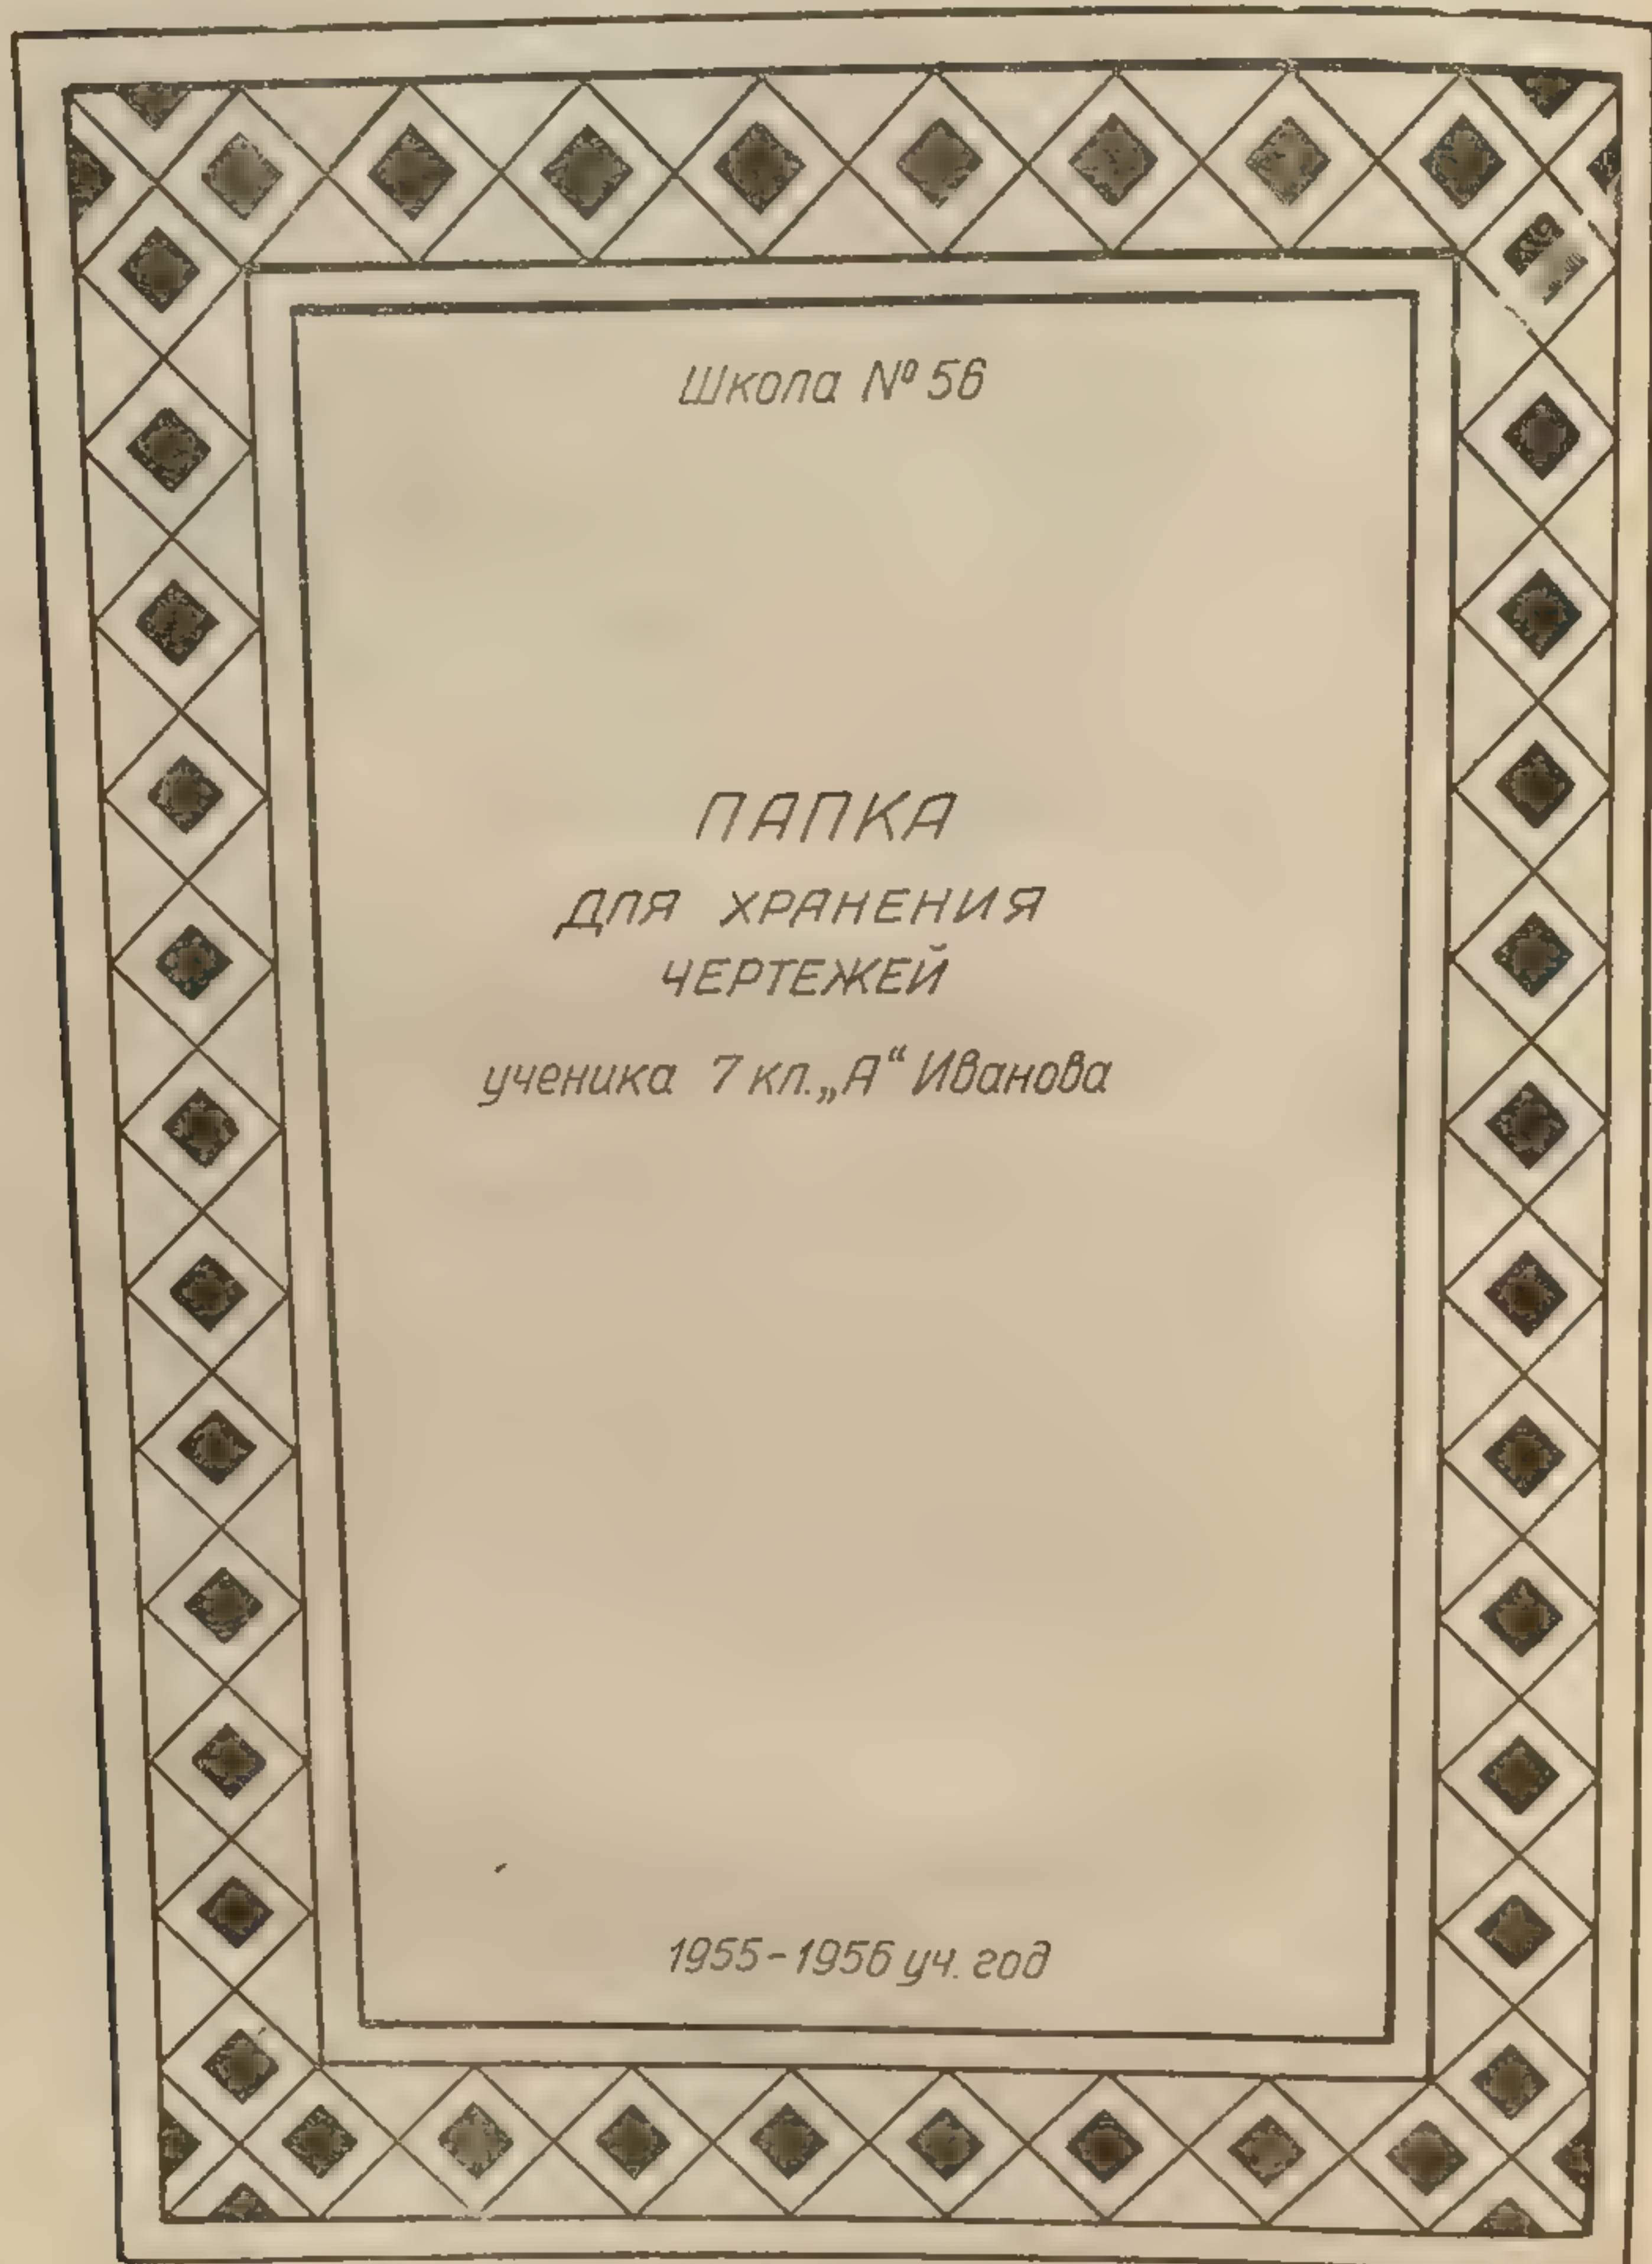 Школа № 56
ПАПКА
ДЛЯ ХРАНЕНИЯ
ЧЕРТЕЖЕЙ
ученика 7 кл. „А“ Иванова
1955-1956 уч. год